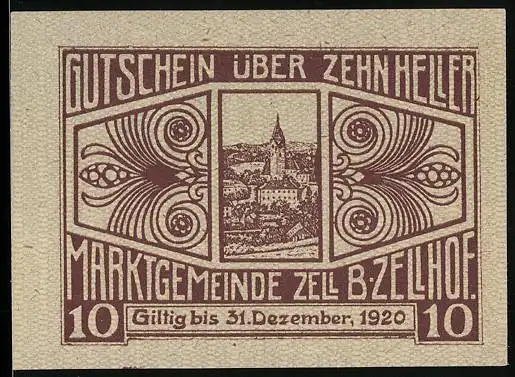 GUTSCHEIN ÜBER ZEHN HELLER
MARKTGEMEINDE ZELL B. ZELLHOF.
10 Giltig bis 31. Dezember, 1920 10